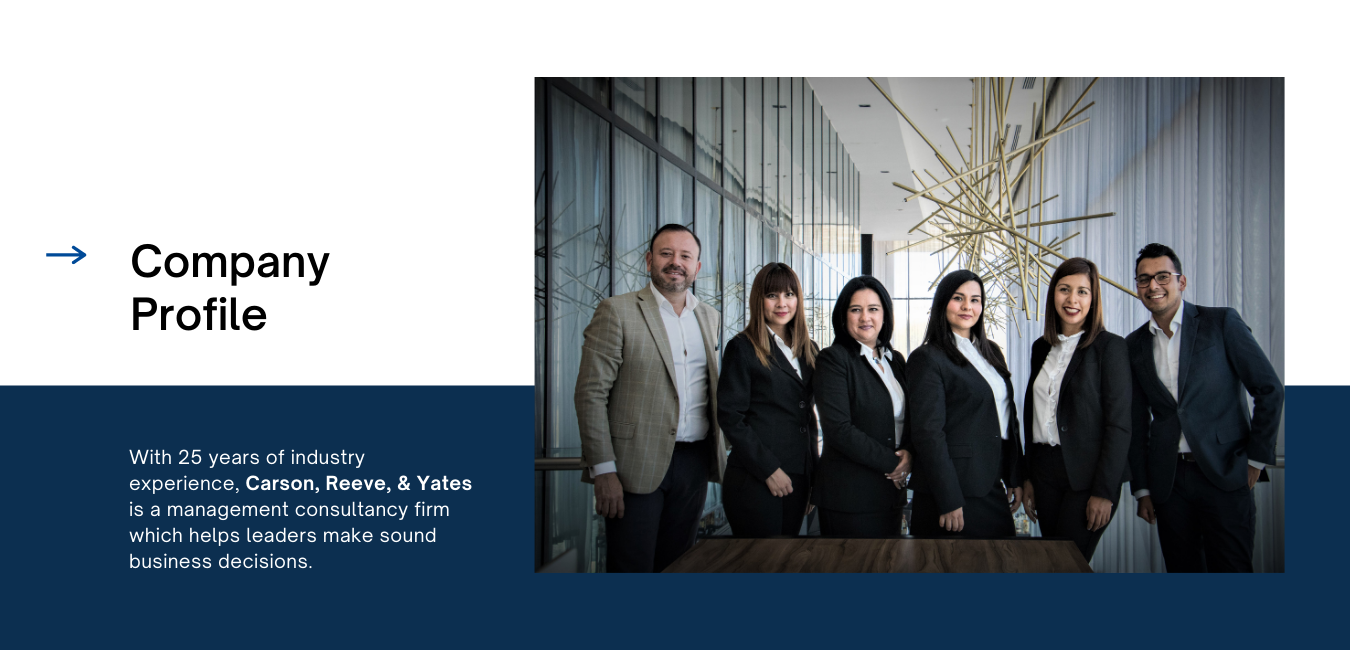 Company
Profile
With 25 years of industry
experience, Carson, Reeve, & Yates
is a management consultancy firm
which helps leaders make sound
business decisions.